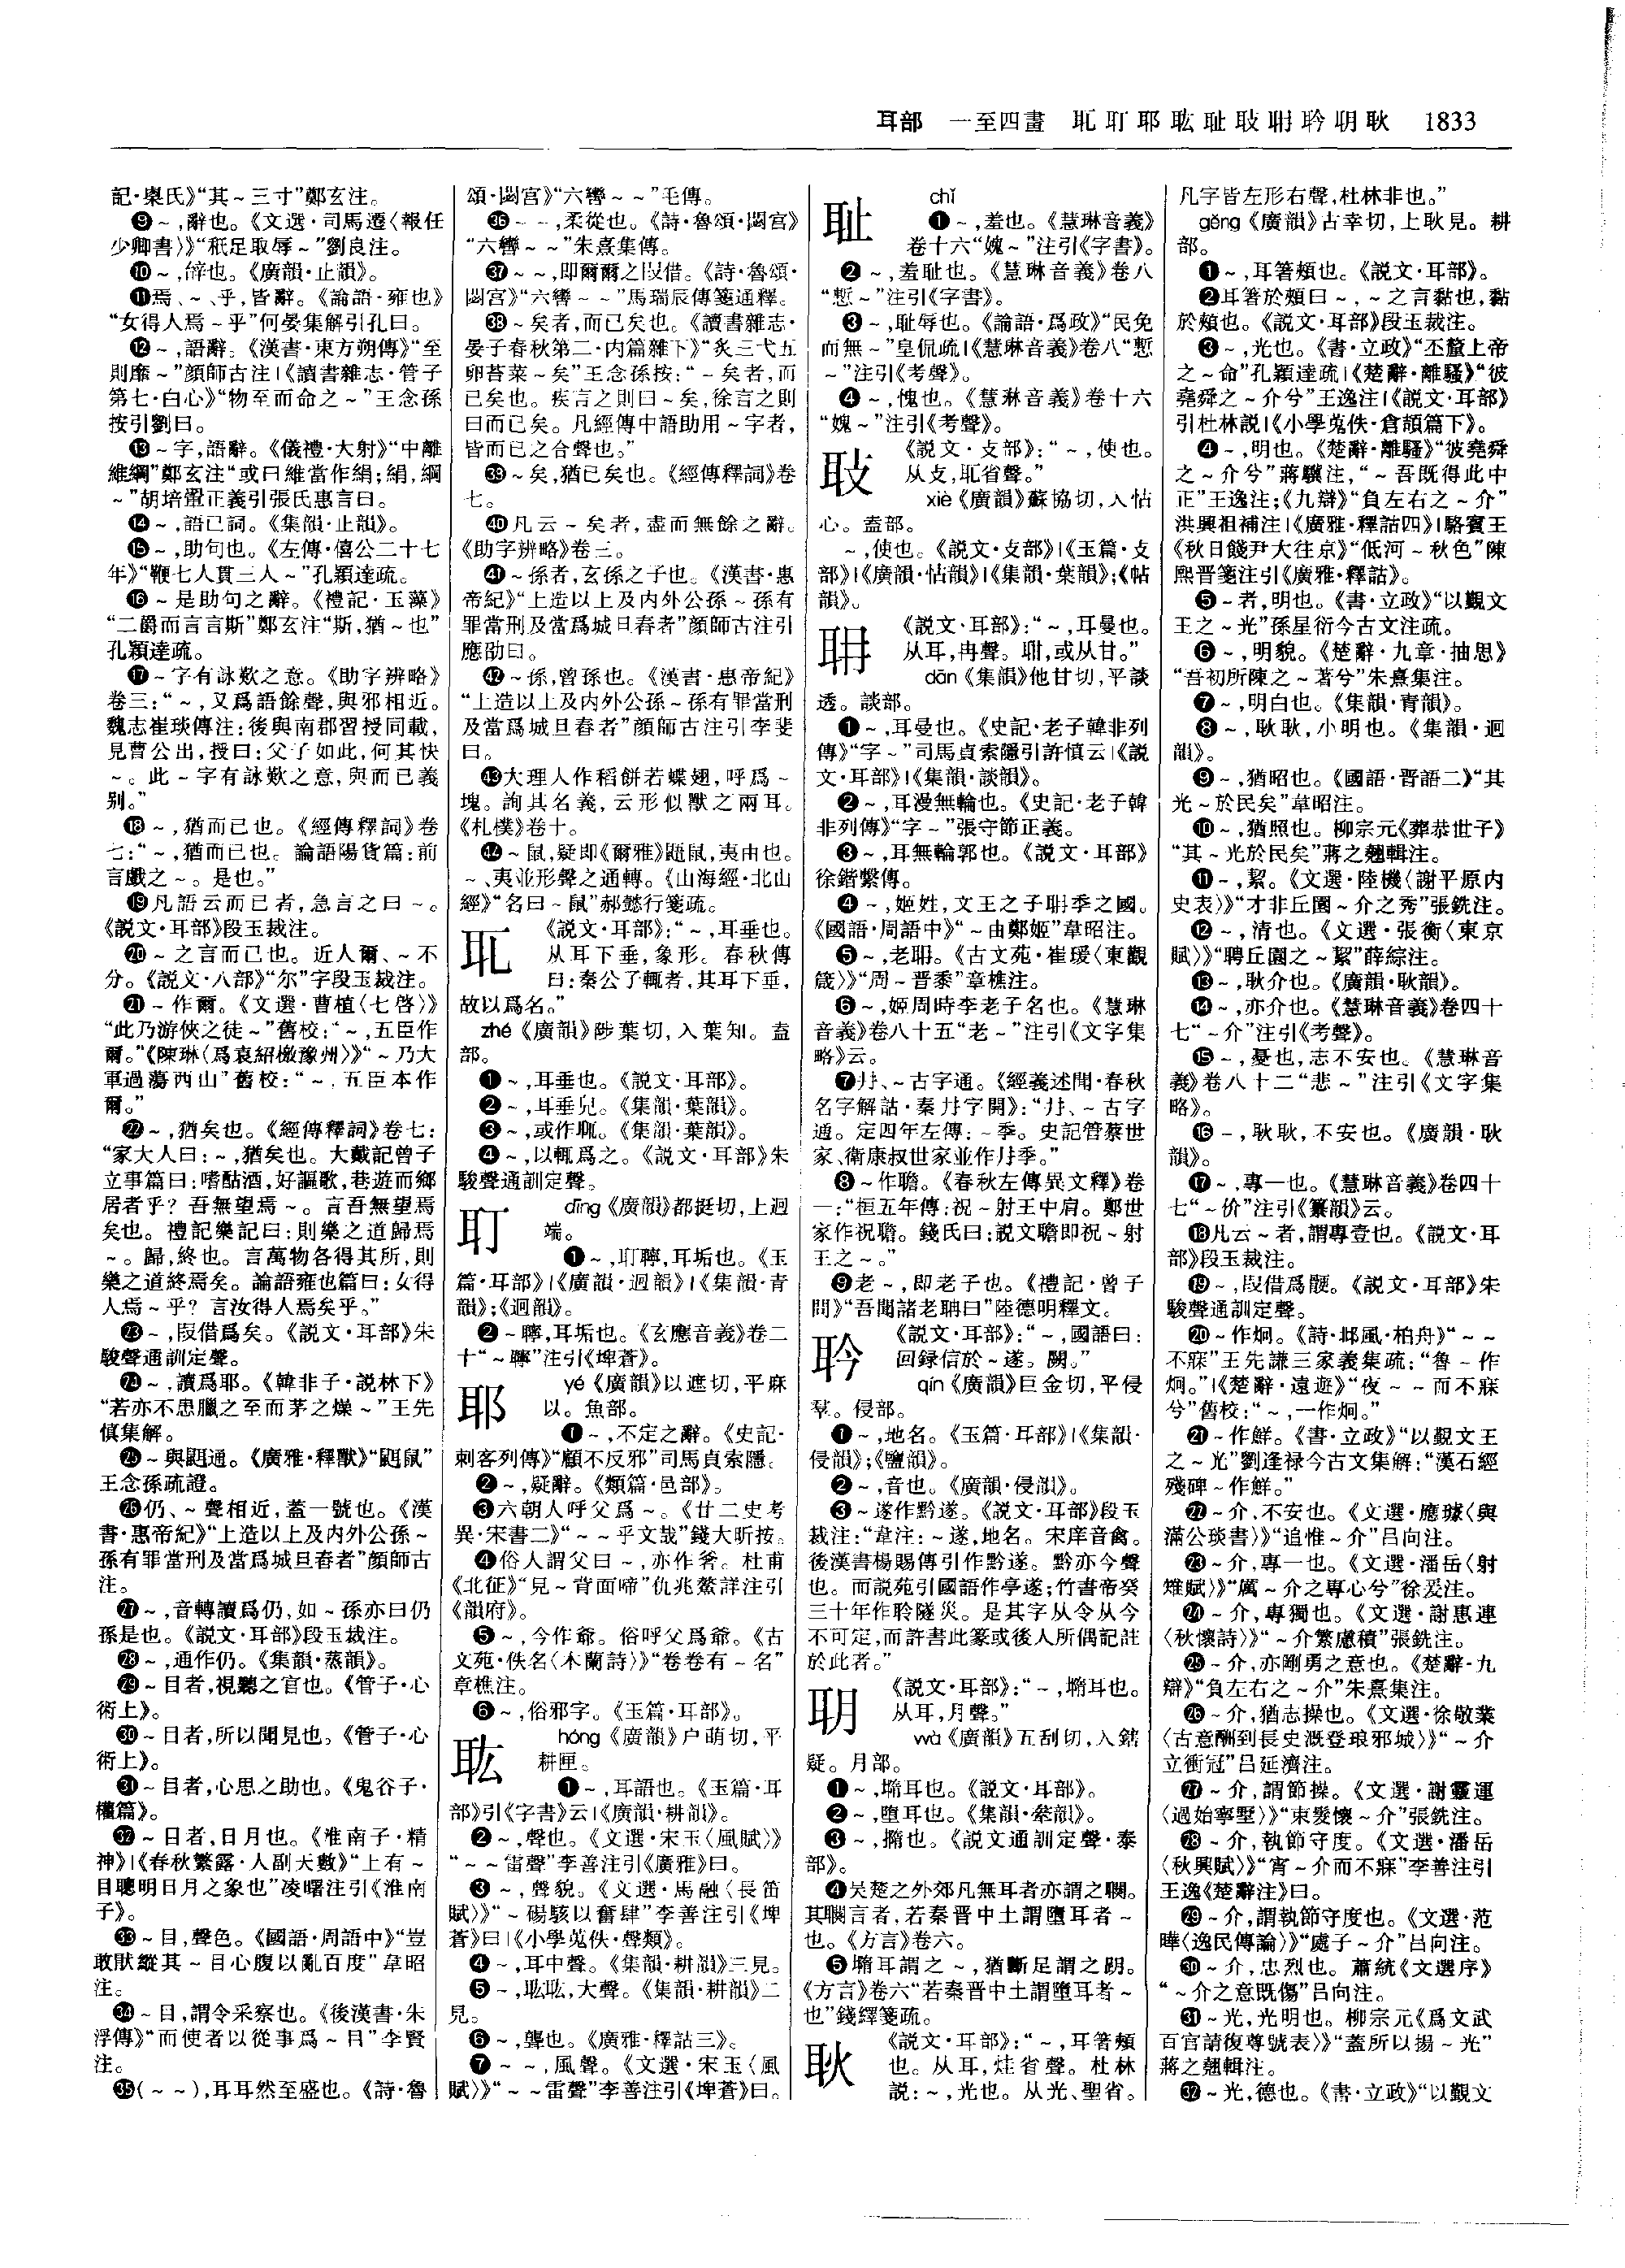 耳部　一至四畫　耴耵耶耾耻䎶耼耹明耿　1833
記·㮚氏》“其～三寸”鄭玄注。
❾～,辭也。《文選·司馬遷〈報任
少卿書〉》“秖足取辱～”劉良注。
❿～,辤也。《廣韻·止韻》。
⓫焉、～、乎,皆辭。《論語·雍也》
“女得人焉～乎”何晏集解引孔曰。
⓬～,語辭。《漢書·東方朔傳》“至
則靡～”顔師古注|《讀書雜志·管子
第七·白心》“物至而命之～”王念孫
按引劉曰。
⓭～字,語辭。《儀禮·大射》“中離
維綱”鄭玄注“或曰維當作絹;絹,綱
～”胡培翬正義引張氏惠言曰。
⓮～,語已詞。《集韻·止韻》。
⓯～,助句也。《左傳·僖公二十七
年》“鞭七人貫三人～”孔穎達疏。
⓰～是助句之辭。《禮記·玉藻》
“二爵而言言斯”鄭玄注“斯,猶～也”
孔穎達疏。
⓱～字有詠歎之意。《助字辨略》
卷三:“～,又爲語餘聲,與邪相近。
魏志崔琰傳注:後與南郡習授同載,
見曹公出,授曰:父子如此,何其快
～。此～字有詠歎之意,與而已義
别。”
⓲～,猶而已也。《經傳釋詞》卷
七:“～,猶而已也。論語陽貨篇:前
言戲之～。是也。”
⓳凡語云而已者,急言之曰～。
《説文·耳部》段玉裁注。
⓴～之言而已也。近人爾、～不
分。《説文·八部》“尔”字段玉裁注。
㉑～作爾。《文選·曹植〈七啓〉》
“此乃游俠之徒～”舊校:“～,五臣作
爾。”《陳琳〈爲袁紹檄豫州〉》“～乃大
軍過蕩西山”舊校:“～,五臣本作
爾。”
㉒～,猶矣也。《經傳釋詞》卷七:
“家大人曰:～,猶矣也。大戴記曾子
立事篇曰:嗜酤酒,好謳歌,巷遊而鄉
居者乎?吾無望焉～。言吾無望焉
矣也。禮記樂記曰:則樂之道歸焉
～。歸,終也。言萬物各得其所,則
樂之道終焉矣。論語雍也篇曰:女得
人焉～乎?言汝得人焉矣乎。”
㉓～,叚借爲矣。《説文·耳部》朱
駿聲通訓定聲。
㉔～,讀爲耶。《韓非子·説林下》
“若亦不患臘之至而茅之燥～”王先
慎集解。
㉕～與䶈通。《廣雅·釋獸》“䶈鼠”
王念孫疏證。
㉖仍、～聲相近,蓋一號也。《漢
書·惠帝紀》“上造以上及内外公孫～
孫有罪當刑及當爲城旦舂者”顔師古
注。
㉗～,音轉讀爲仍,如～孫亦曰仍
孫是也。《説文·耳部》段玉裁注。
㉘～,通作仍。《集韻·蒸韻》。
㉙～目者,視聽之官也。《管子·心
術上》。
㉚～目者,所以聞見也。《管子·心
術上》。
㉛～目者,心思之助也。《鬼谷子·
權篇》。
㉜～目者,日月也。《淮南子·精
神》|《春秋繁露·人副天數》“上有～
目聰明日月之象也”凌曙注引《淮南
子》。
㉝～目,聲色。《國語·周語中》“豈
敢猒縱其～目心腹以亂百度”韋昭
注。
㉞～目,謂令采察也。《後漢書·朱
浮傳》“而使者以從事爲～目”李賢
注。
㉟(～～),耳耳然至盛也。《詩·魯
頌·閟宫》“六轡～～”毛傳。
㊱～～,柔從也。《詩·魯頌·閟宫》
“六轡～～”朱熹集傳。
㊲～～,即爾爾之叚借。《詩·魯頌·
閟宫》“六轡～～”馬瑞辰傳箋通釋。
㊳～矣者,而已矣也。《讀書雜志·
晏子春秋第二·内篇雜下》“炙三弋五
卵苔菜～矣”王念孫按:“～矣者,而
已矣也。疾言之則曰～矣,徐言之則
曰而已矣。凡經傳中語助用～字者,
皆而已之合聲也。”
㊴～矣,猶已矣也。《經傳釋詞》卷
七。
㊵凡云～矣者,盡而無餘之辭。
《助字辨略》卷三。
㊶～孫者,玄孫之子也。《漢書·惠
帝紀》“上造以上及内外公孫～孫有
罪當刑及當爲城旦舂者”顔師古注引
應劭曰。
㊷～孫,曾孫也。《漢書·惠帝紀》
“上造以上及内外公孫～孫有罪當刑
及當爲城旦舂者”顔師古注引李斐
曰。
㊸大理人作稻餅若蝶翅,呼爲～
塊。詢其名義,云形似獸之兩耳。
《札樸》卷十。
㊹～鼠,疑即《爾雅》鼯鼠,夷由也。
～、夷並形聲之通轉。《山海經·北山
經》“名曰～鼠”郝懿行箋疏。
耴　《説文·耳部》:“～,耳垂也。
从耳下垂,象形。春秋傳
曰:秦公子輒者,其耳下垂,
故以爲名。”
zhé《廣韻》陟葉切,入葉知。盍
部。
❶～,耳垂也。《説文·耳部》。
❷～,耳垂皃。《集韻·葉韻》。
❸～,或作䎳。《集韻·葉韻》。
❹～,以輒爲之。《説文·耳部》朱
駿聲通訓定聲。
耵　dǐng《廣韻》都挺切,上迥
端。
❶～,耵聹,耳垢也。《玉
篇·耳部》|《廣韻·迥韻》|《集韻·青
韻》;《迥韻》。
❷～聹,耳垢也。《玄應音義》卷二
十“～聹”注引《埤蒼》。
耶　yé《廣韻》以遮切,平麻
以。魚部。
❶～,不定之辭。《史記·
刺客列傳》“顧不反邪”司馬貞索隱。
❷～,疑辭。《類篇·邑部》。
❸六朝人呼父爲～。《廿二史考
異·宋書二》“～～乎文哉”錢大昕按。
❹俗人謂父曰～,亦作爺。杜甫
《北征》“見～背面啼”仇兆鰲詳注引
《韻府》。
❺～,今作爺。俗呼父爲爺。《古
文苑·佚名〈木蘭詩〉》“卷卷有～名”
章樵注。
❻～,俗邪字。《玉篇·耳部》。
耾　hóng《廣韻》户萌切,平
耕匣。
❶～,耳語也。《玉篇·耳
部》引《字書》云|《廣韻·耕韻》。
❷～,聲也。《文選·宋玉〈風賦〉》
“～～雷聲”李善注引《廣雅》曰。
❸～,聲貌。《文選·馬融〈長笛
賦〉》“～碭駭以奮肆”李善注引《埤
蒼》曰|《小學蒐佚·聲類》。
❹～,耳中聲。《集韻·耕韻》三見。
❺～,耾耾,大聲。《集韻·耕韻》二
見。
❻～,聾也。《廣雅·釋詁三》。
❼～～,風聲。《文選·宋玉〈風
賦〉》“～～雷聲”李善注引《埤蒼》曰。
耻　chǐ
❶～,羞也。《慧琳音義》
卷十六“媿～”注引《字書》。
❷～,羞耻也。《慧琳音義》卷八
“慙～”注引《字書》。
❸～,耻辱也。《論語·爲政》“民免
而無～”皇侃疏|《慧琳音義》卷八“慙
～”注引《考聲》。
❹～,愧也。《慧琳音義》卷十六
“媿～”注引《考聲》。
《説文·攴部》:“～,使也。
从攴,耴省聲。”
xiè《廣韻》蘇協切,入怗
心。盍部。
～,使也。《説文·攴部》|《玉篇·攴
部》|《廣韻·怗韻》|《集韻·葉韻》;《帖
韻》。
耼　《説文·耳部》:“～,耳曼也。
从耳,冉聲。𦕈,或从甘。”
dān《集韻》他甘切,平談
透。談部。
❶～,耳曼也。《史記·老子韓非列
傳》“字～”司馬貞索隱引許慎云|《説
文·耳部》|《集韻·談韻》。
❷～,耳漫無輪也。《史記·老子韓
非列傳》“字～”張守節正義。
❸～,耳無輪郭也。《説文·耳部》
徐鍇繫傳。
❹～,姬姓,文王之子聃季之國。
《國語·周語中》“～由鄭姬”韋昭注。
❺～,老聃。《古文苑·崔瑗〈東觀
箴〉》“周～晋黍”章樵注。
❻～,姬周時李老子名也。《慧琳
音義》卷八十五“老～”注引《文字集
略》云。
❼𠕋、～古字通。《經義述聞·春秋
名字解詁·秦𠕋字開》:“𠕋、～古字
通。定四年左傳:～季。史記管蔡世
家、衛康叔世家並作𠕋季。”
❽～作聸。《春秋左傳異文釋》卷
一:“桓五年傳:祝～射王中肩。鄭世
家作祝聸。錢氏曰:説文聸即祝～射
王之～。”
❾老～,即老子也。《禮記·曾子
問》“吾聞諸老聃曰”陸德明釋文。
耹　《説文·耳部》:“～,國語曰:
回録信於～遂。闕。”
qín《廣韻》巨金切,平侵
羣。侵部。
❶～,地名。《玉篇·耳部》|《集韻·
侵韻》;《鹽韻》。
❷～,音也。《廣韻·侵韻》。
❸～遂作黔遂。《説文·耳部》段玉
裁注:“韋注:～遂,地名。宋庠音禽。
後漢書楊賜傳引作黔遂。黔亦今聲
也。而説苑引國語作亭遂;竹書帝癸
三十年作聆隧災。是其字从令从今
不可定,而許書此篆或後人所偶記註
於此者。”
《説文·耳部》:“～,墮耳也。
从耳,月聲。”
wà《廣韻》五刮切,入鎋
疑。月部。
❶～,墮耳也。《説文·耳部》。
❷～,墮耳也。《集韻·祭韻》。
❸～,擳也。《説文通訓定聲·泰
部》。
❹吴楚之外郊凡無耳者亦謂之䦧。
其䦧言者,若秦晋中土謂墮耳者～
也。《方言》卷六。
❺墮耳謂之～,猶斷足謂之刖。
《方言》卷六“若秦晋中土謂墮耳者～
也”錢繹箋疏。
耿　《説文·耳部》:“～,耳箸頰
也。从耳,烓省聲。杜林
説:～,光也。从光、聖省。
凡字皆左形右聲,杜林非也。”
gěng《廣韻》古幸切,上耿見。耕
部。
❶～,耳箸頰也。《説文·耳部》。
❷耳箸於頰曰～,～之言黏也,黏
於頰也。《説文·耳部》段玉裁注。
❸～,光也。《書·立政》“丕釐上帝
之～命”孔穎達疏|《楚辭·離騷》“彼
堯舜之～介兮”王逸注|《説文·耳部》
引杜林説|《小學蒐佚·倉頡篇下》。
❹～,明也。《楚辭·離騷》“彼堯舜
之～介兮”蔣驥注,“～吾既得此中
正”王逸注;《九辯》“負左右之～介”
洪興祖補注|《廣雅·釋詁四》|駱賓王
《秋日餞尹大往京》“低河～秋色”陳
熙晋箋注引《廣雅·釋詁》。
❺～者,明也。《書·立政》“以覲文
王之～光”孫星衍今古文注疏。
❻～,明貌。《楚辭·九章·抽思》
“吾初所陳之～著兮”朱熹集注。
❼～,明白也。《集韻·青韻》。
❽～,耿耿,小明也。《集韻·迥
韻》。
❾～,猶昭也。《國語·晋語二》“其
光～於民矣”韋昭注。
❿～,猶照也。柳宗元《葬恭世子》
“其～光於民矣”蔣之翹輯注。
⓫～,絜。《文選·陸機〈謝平原内
史表〉》“才非丘園～介之秀”張銑注。
⓬～,清也。《文選·張衡〈東京
賦〉》“聘丘園之～絜”薛綜注。
⓭～,耿介也。《廣韻·耿韻》。
⓮～,亦介也。《慧琳音義》卷四十
七“～介”注引《考聲》。
⓯～,憂也,志不安也。《慧琳音
義》卷八十二“悲～”注引《文字集
略》。
⓰～,耿耿,不安也。《廣韻·耿
韻》。
⓱～,專一也。《慧琳音義》卷四十
七“～价”注引《纂韻》云。
⓲凡云～者,謂專壹也。《説文·耳
部》段玉裁注。
⓳～,叚借爲䫒。《説文·耳部》朱
駿聲通訓定聲。
⓴～作炯。《詩·邶風·柏舟》“～～
不寐”王先謙三家義集疏:“魯～作
炯。”|《楚辭·遠遊》“夜～～而不寐
兮”舊校:“～,一作炯。”
㉑～作鮮。《書·立政》“以覲文王
之～光”劉逢禄今古文集解:“漢石經
殘碑～作鮮。”
㉒～介,不安也。《文選·應璩〈與
滿公琰書〉》“追惟～介”吕向注。
㉓～介,專一也。《文選·潘岳〈射
雉賦〉》“厲～介之專心兮”徐爰注。
㉔～介,專獨也。《文選·謝惠連
〈秋懷詩〉》“～介繁慮積”張銑注。
㉕～介,亦剛勇之意也。《楚辭·九
辯》“負左右之～介”朱熹集注。
㉖～介,猶志操也。《文選·徐敬業
〈古意酬到長史溉登琅邪城〉》“～介
立衝冠”吕延濟注。
㉗～介,謂節操。《文選·謝靈運
〈過始寧墅〉》“束髮懷～介”張銑注。
㉘～介,執節守度。《文選·潘岳
〈秋興賦〉》“宵～介而不寐”李善注引
王逸《楚辭注》曰。
㉙～介,謂執節守度也。《文選·范
曄〈逸民傳論〉》“處子～介”吕向注。
㉚～介,忠烈也。蕭統《文選序》
“～介之意既傷”吕向注。
㉛～光,光明也。柳宗元《爲文武
百官請復尊號表》》“蓋所以揚～光”
蔣之翹輯注。
㉜～光,德也。《書·立政》“以覲文